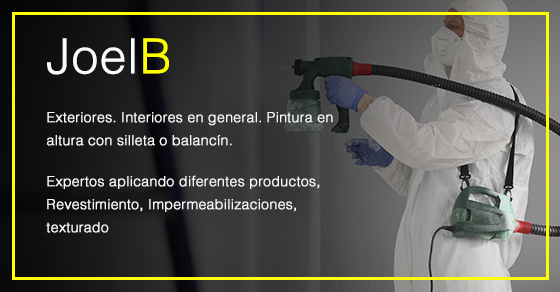 JoelB
Exteriores. Interiores en general. Pintura en
altura con silleta o balancín.
Expertos aplicando diferentes productos,
Revestimiento, Impermeabilizaciones,
texturado